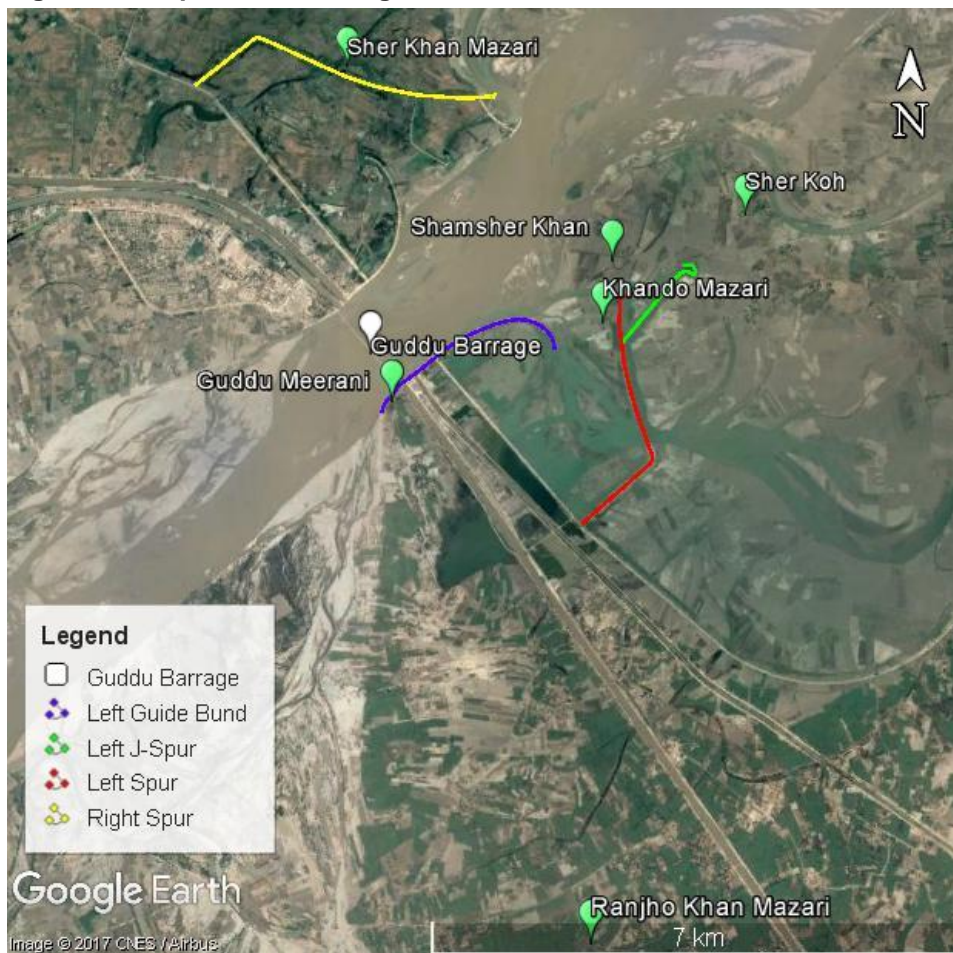 Sher Khan Mazari
N
Sher Koh
Shamsher Khan
Khando Mazari
Guddu Barrage
Guddu Meerani
Legend
Guddu Barrage
Left Guide Bund
Left J-Spur
Left Spur
Right Spur
Google Earth
Ranjho Khan Mazari
7 km
Image © 2017 CNES / Airbus